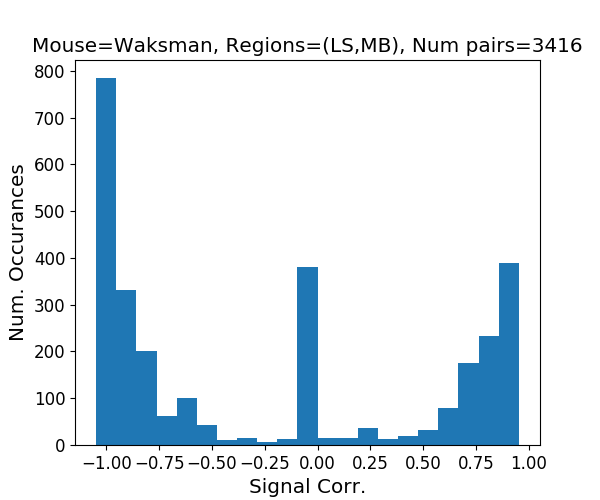 Mouse=Waksman, Regions=(LS,MB), Num pairs=3416
800
700
600
500
400
300
200
100
0
Num. Occurances
−1.00 −0.75 −0.50 −0.25 0.00 0.25 0.50 0.75 1.00
Signal Corr.